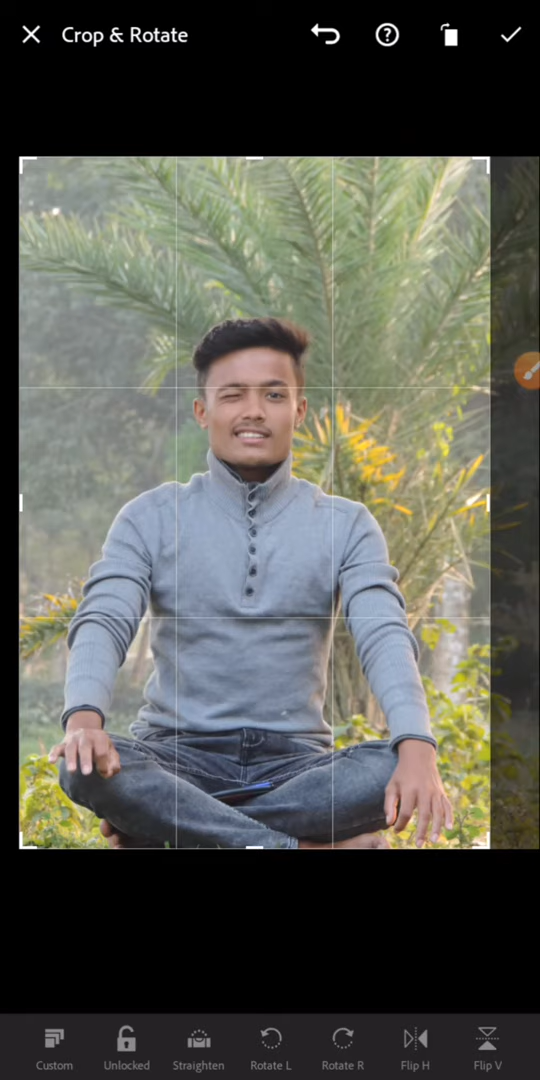 Crop & Rotate
Custom Unlocked Straighten Rotate L Rotate R Flip H Flip V